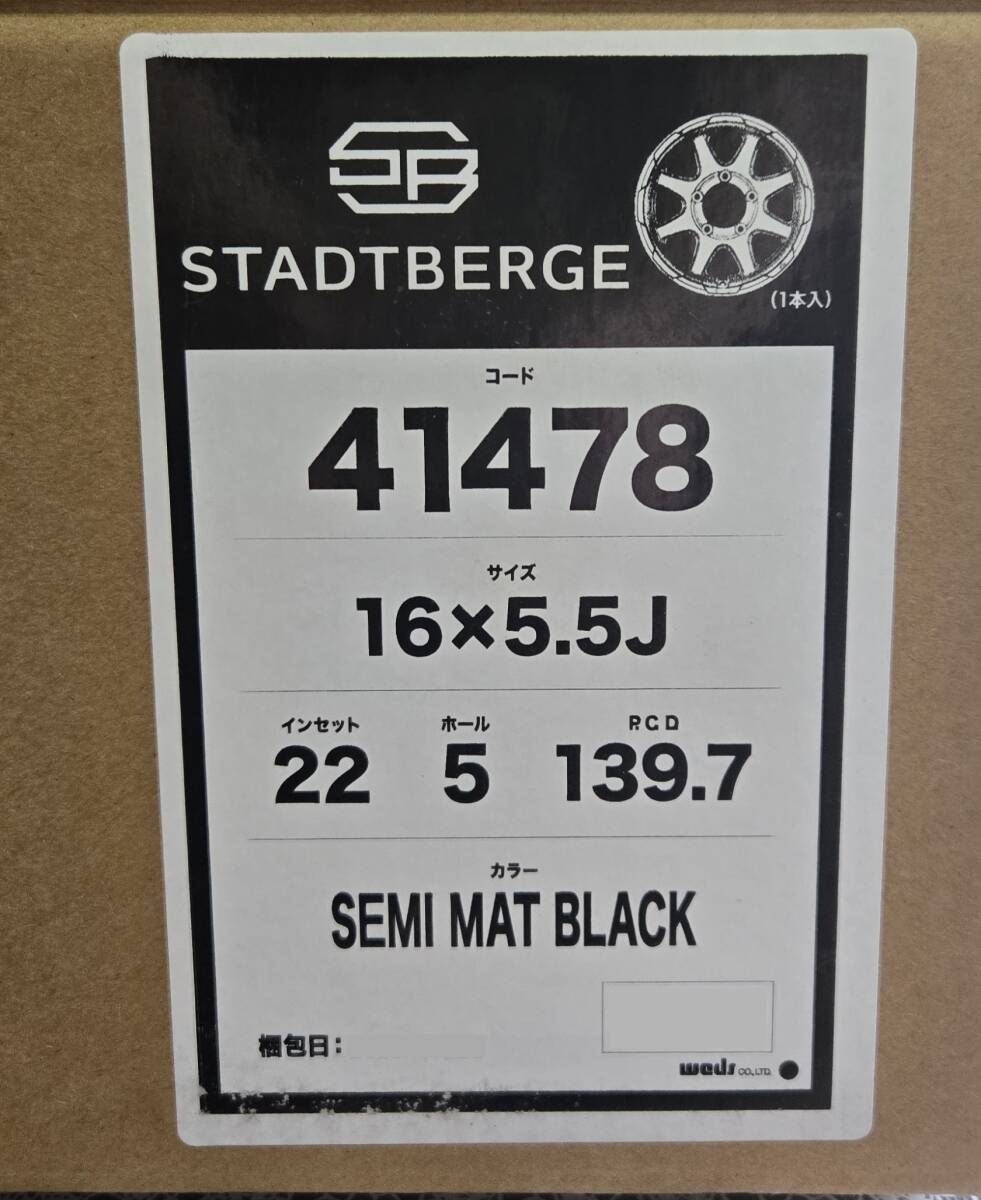 SB
STADTBERGE
(1本入)
コード
41478
サイズ
16×5.5J
インセット ホール P.C.D
22 5 139.7
カラー
SEMI MAT BLACK
梱包日：
weds CO.,LTD.